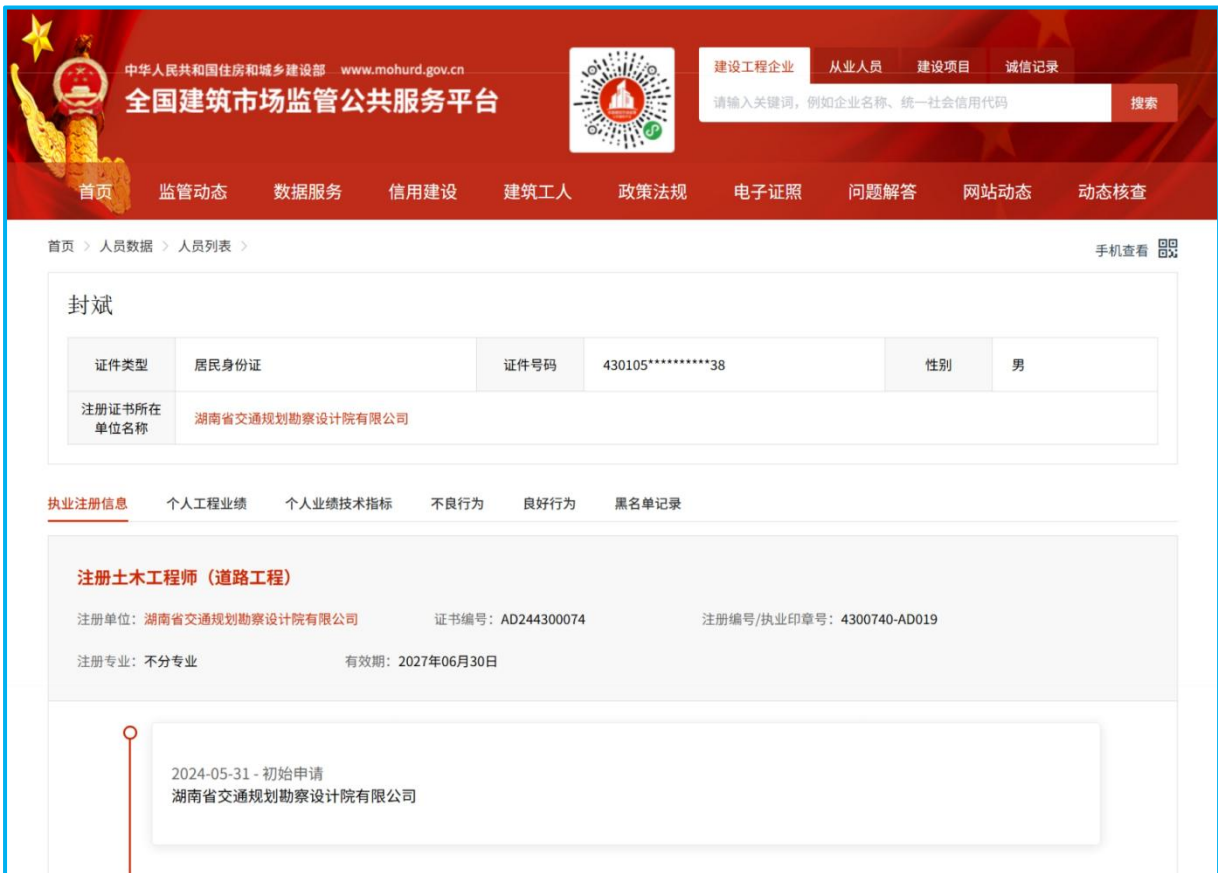 中华人民共和国住房和城乡建设部 www.mohurd.gov.cn
全国建筑市场监管公共服务平台
建设工程企业 从业人员 建设项目 诚信记录
请输入关键词，例如企业名称、统一社会信用代码 搜索
首页 监管动态 数据服务 信用建设 建筑工人 政策法规 电子证照 问题解答 网站动态 动态核查
首页 > 人员数据 > 人员列表 >
手机查看
封斌
证件类型 居民身份证 证件号码 430105**********38 性别 男
注册证书所在
单位名称
湖南省交通规划勘察设计院有限公司
执业注册信息 个人工程业绩 个人业绩技术指标 不良行为 良好行为 黑名单记录
注册土木工程师（道路工程）
注册单位：湖南省交通规划勘察设计院有限公司 证书编号：AD244300074 注册编号/执业印章号：4300740-AD019
注册专业：不分专业 有效期：2027年06月30日
2024-05-31 - 初始申请
湖南省交通规划勘察设计院有限公司